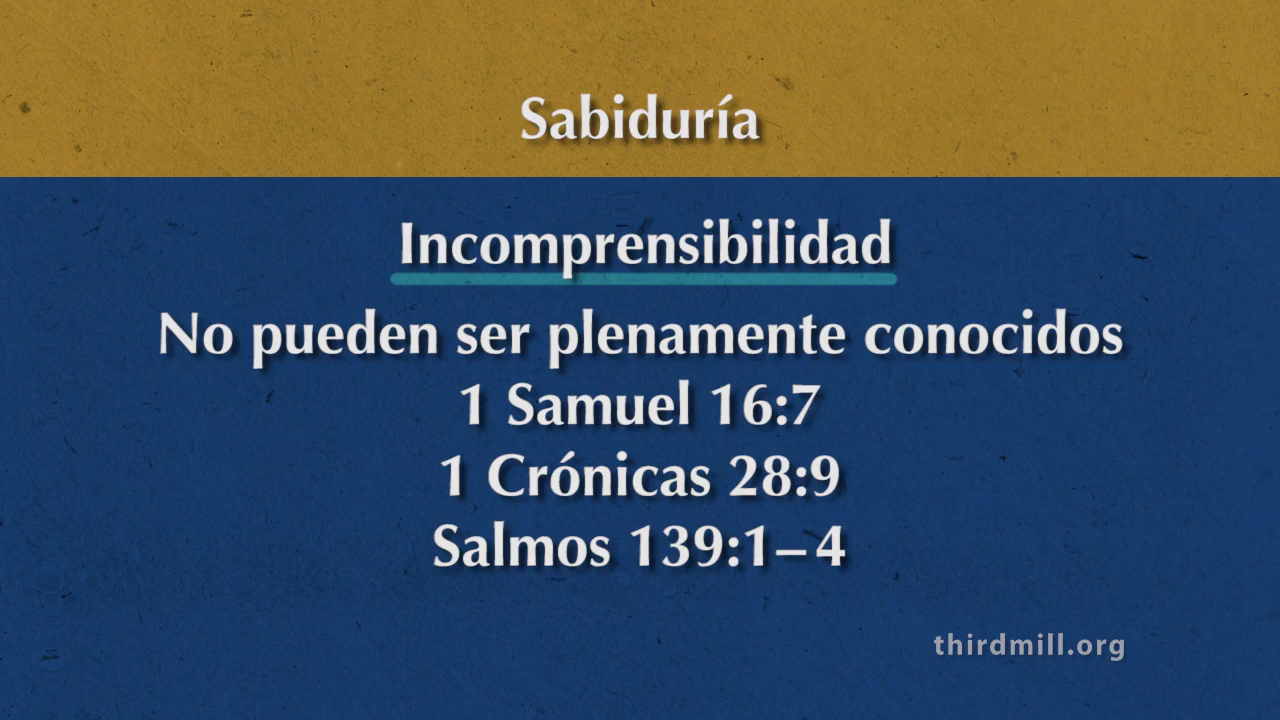 Sabiduría
Incomprensibilidad
No pueden ser plenamente conocidos
1 Samuel 16:7
1 Crónicas 28:9
Salmos 139:1–4
thirdmill.org